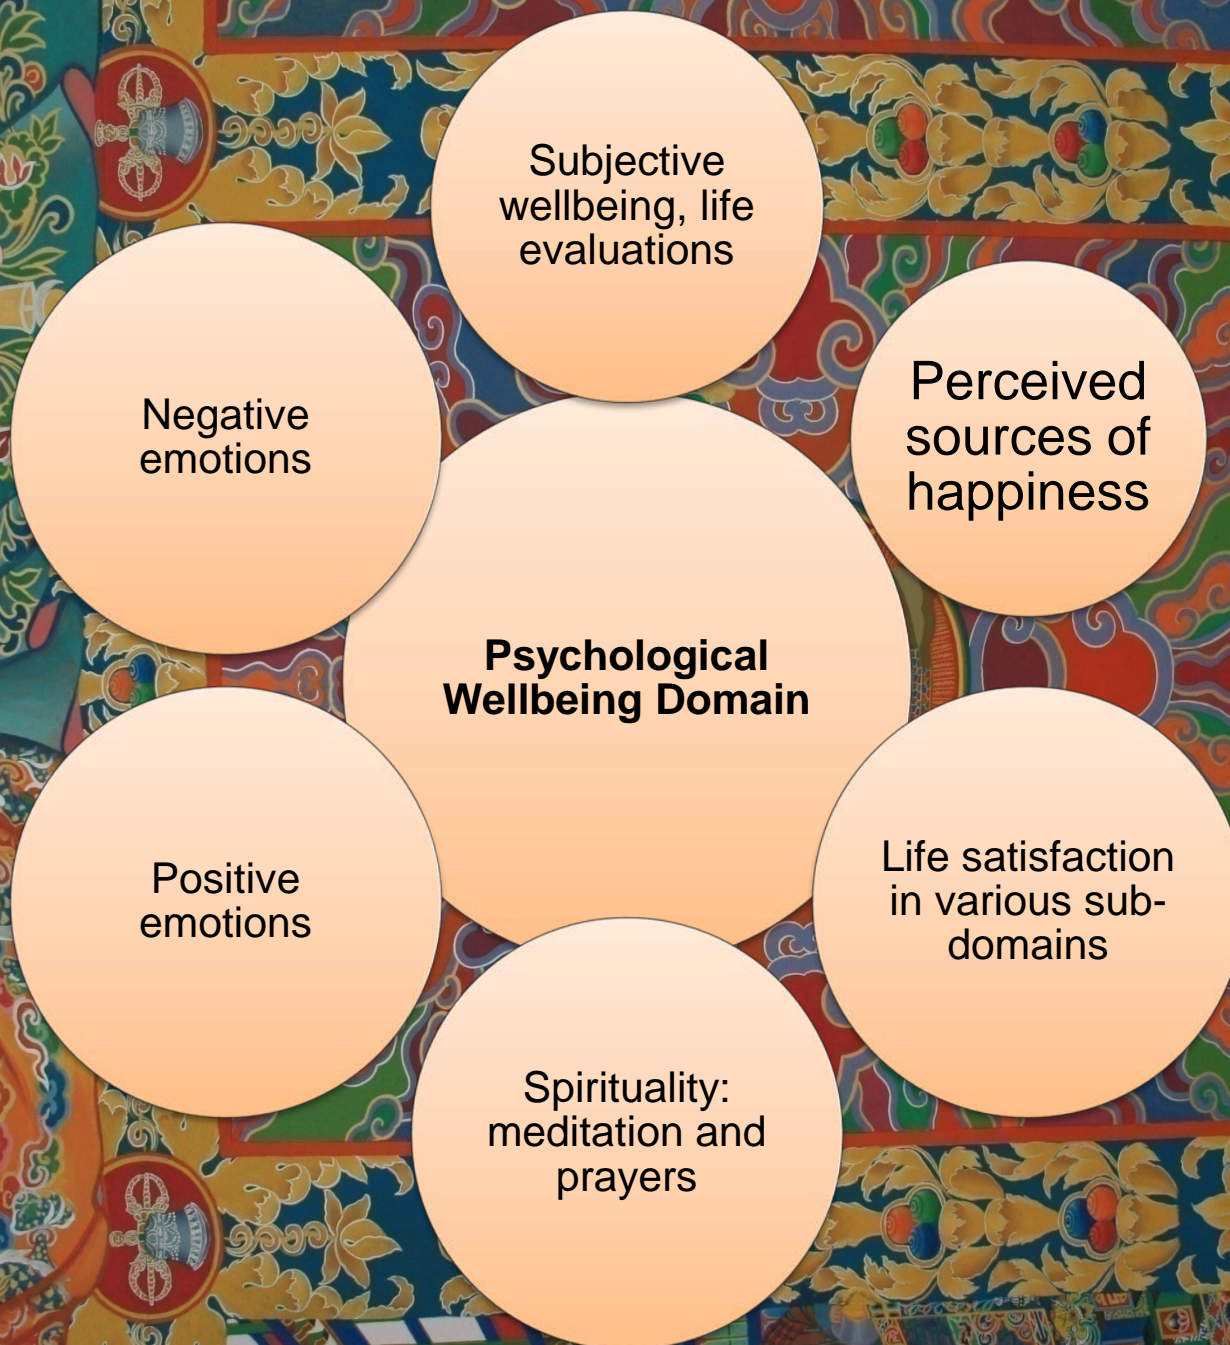 Subjective
wellbeing, life
evaluations
Perceived
sources of
happiness
Negative
emotions
Psychological
Wellbeing Domain
Life satisfaction
in various sub-
domains
Positive
emotions
Spirituality:
meditation and
prayers